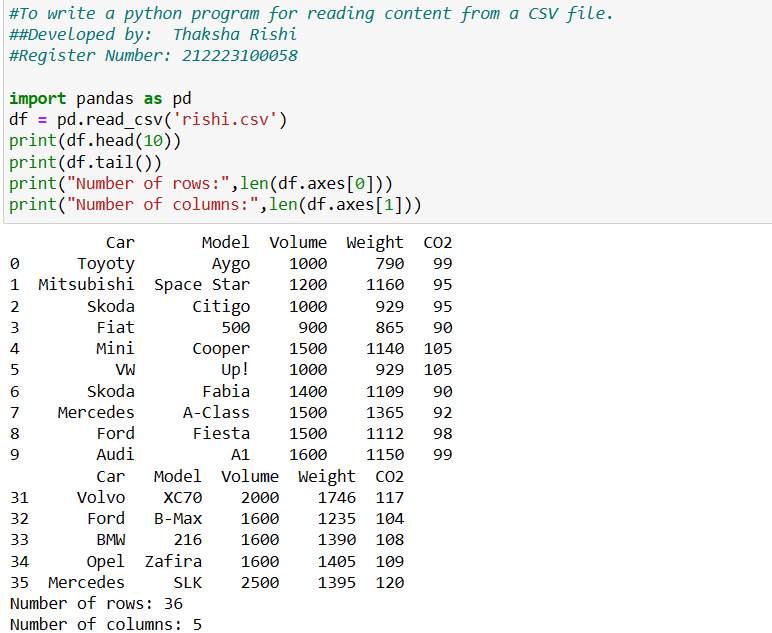 #To write a python program for reading content from a CSV file.
##Developed by:  Thaksha Rishi
#Register Number: 212223100058
import pandas as pd
df = pd.read_csv('rishi.csv')
print(df.head(10))
print(df.tail())
print("Number of rows:",len(df.axes[0]))
print("Number of columns:",len(df.axes[1]))
          Car       Model  Volume  Weight  CO2
0      Toyoty        Aygo    1000     790   99
1  Mitsubishi  Space Star    1200    1160   95
2       Skoda      Citigo    1000     929   95
3        Fiat         500     900     865   90
4        Mini      Cooper    1500    1140  105
5          VW         Up!    1000     929  105
6       Skoda       Fabia    1400    1109   90
7    Mercedes     A-Class    1500    1365   92
8        Ford      Fiesta    1500    1112   98
9        Audi          A1    1600    1150   99
         Car   Model  Volume  Weight  CO2
31     Volvo    XC70    2000    1746  117
32      Ford   B-Max    1600    1235  104
33       BMW     216    1600    1390  108
34      Opel  Zafira    1600    1405  109
35  Mercedes     SLK    2500    1395  120
Number of rows: 36
Number of columns: 5